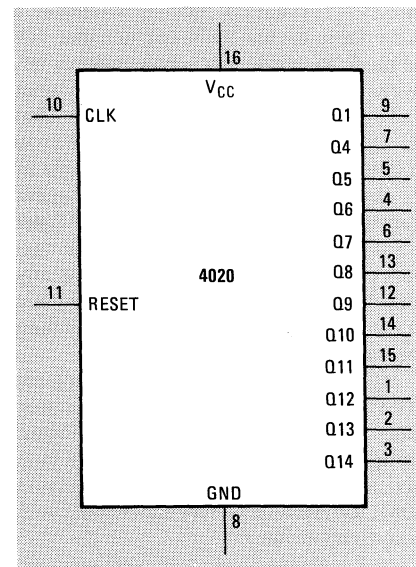 16
VCC
10 CLK Q1 9
Q4 7
Q5 5
Q6 4
Q7 6
Q8 13
4020
11 RESET Q9 12
Q10 14
Q11 15
Q12 1
Q13 2
Q14 3
GND
8